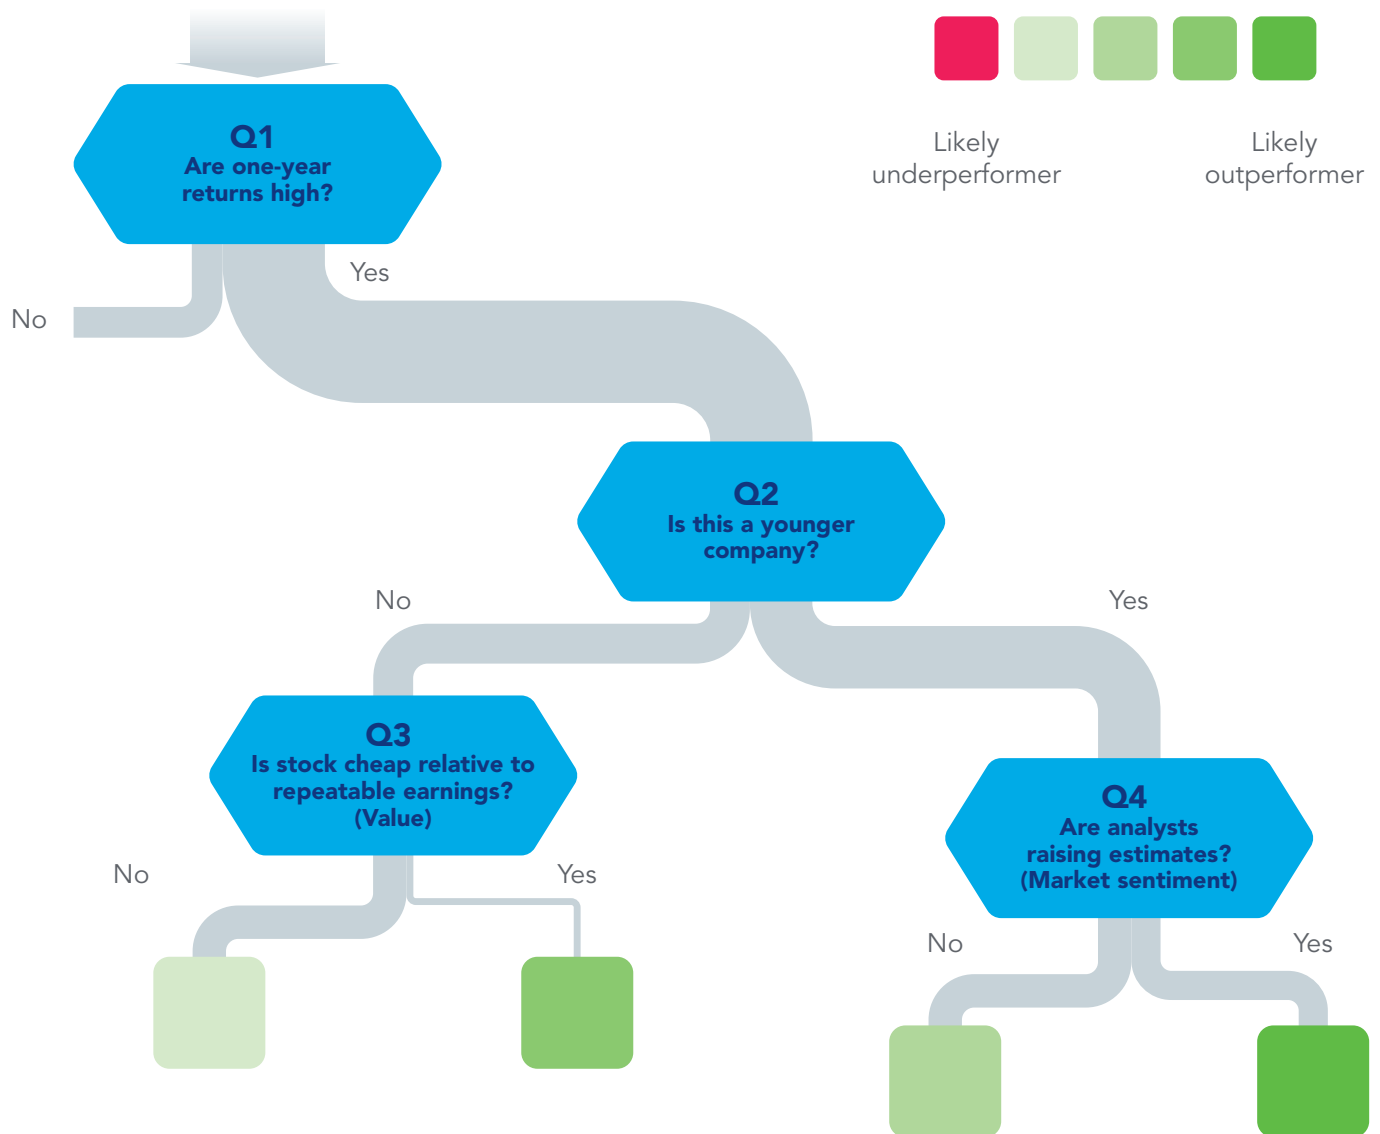 Likely
underperformer
Likely
outperformer
Q1
Are one-year
returns high?
Yes
No
Q2
Is this a younger
company?
No
Yes
Q3
Is stock cheap relative to
repeatable earnings?
(Value)
Q4
Are analysts
raising estimates?
(Market sentiment)
No
Yes
No
Yes